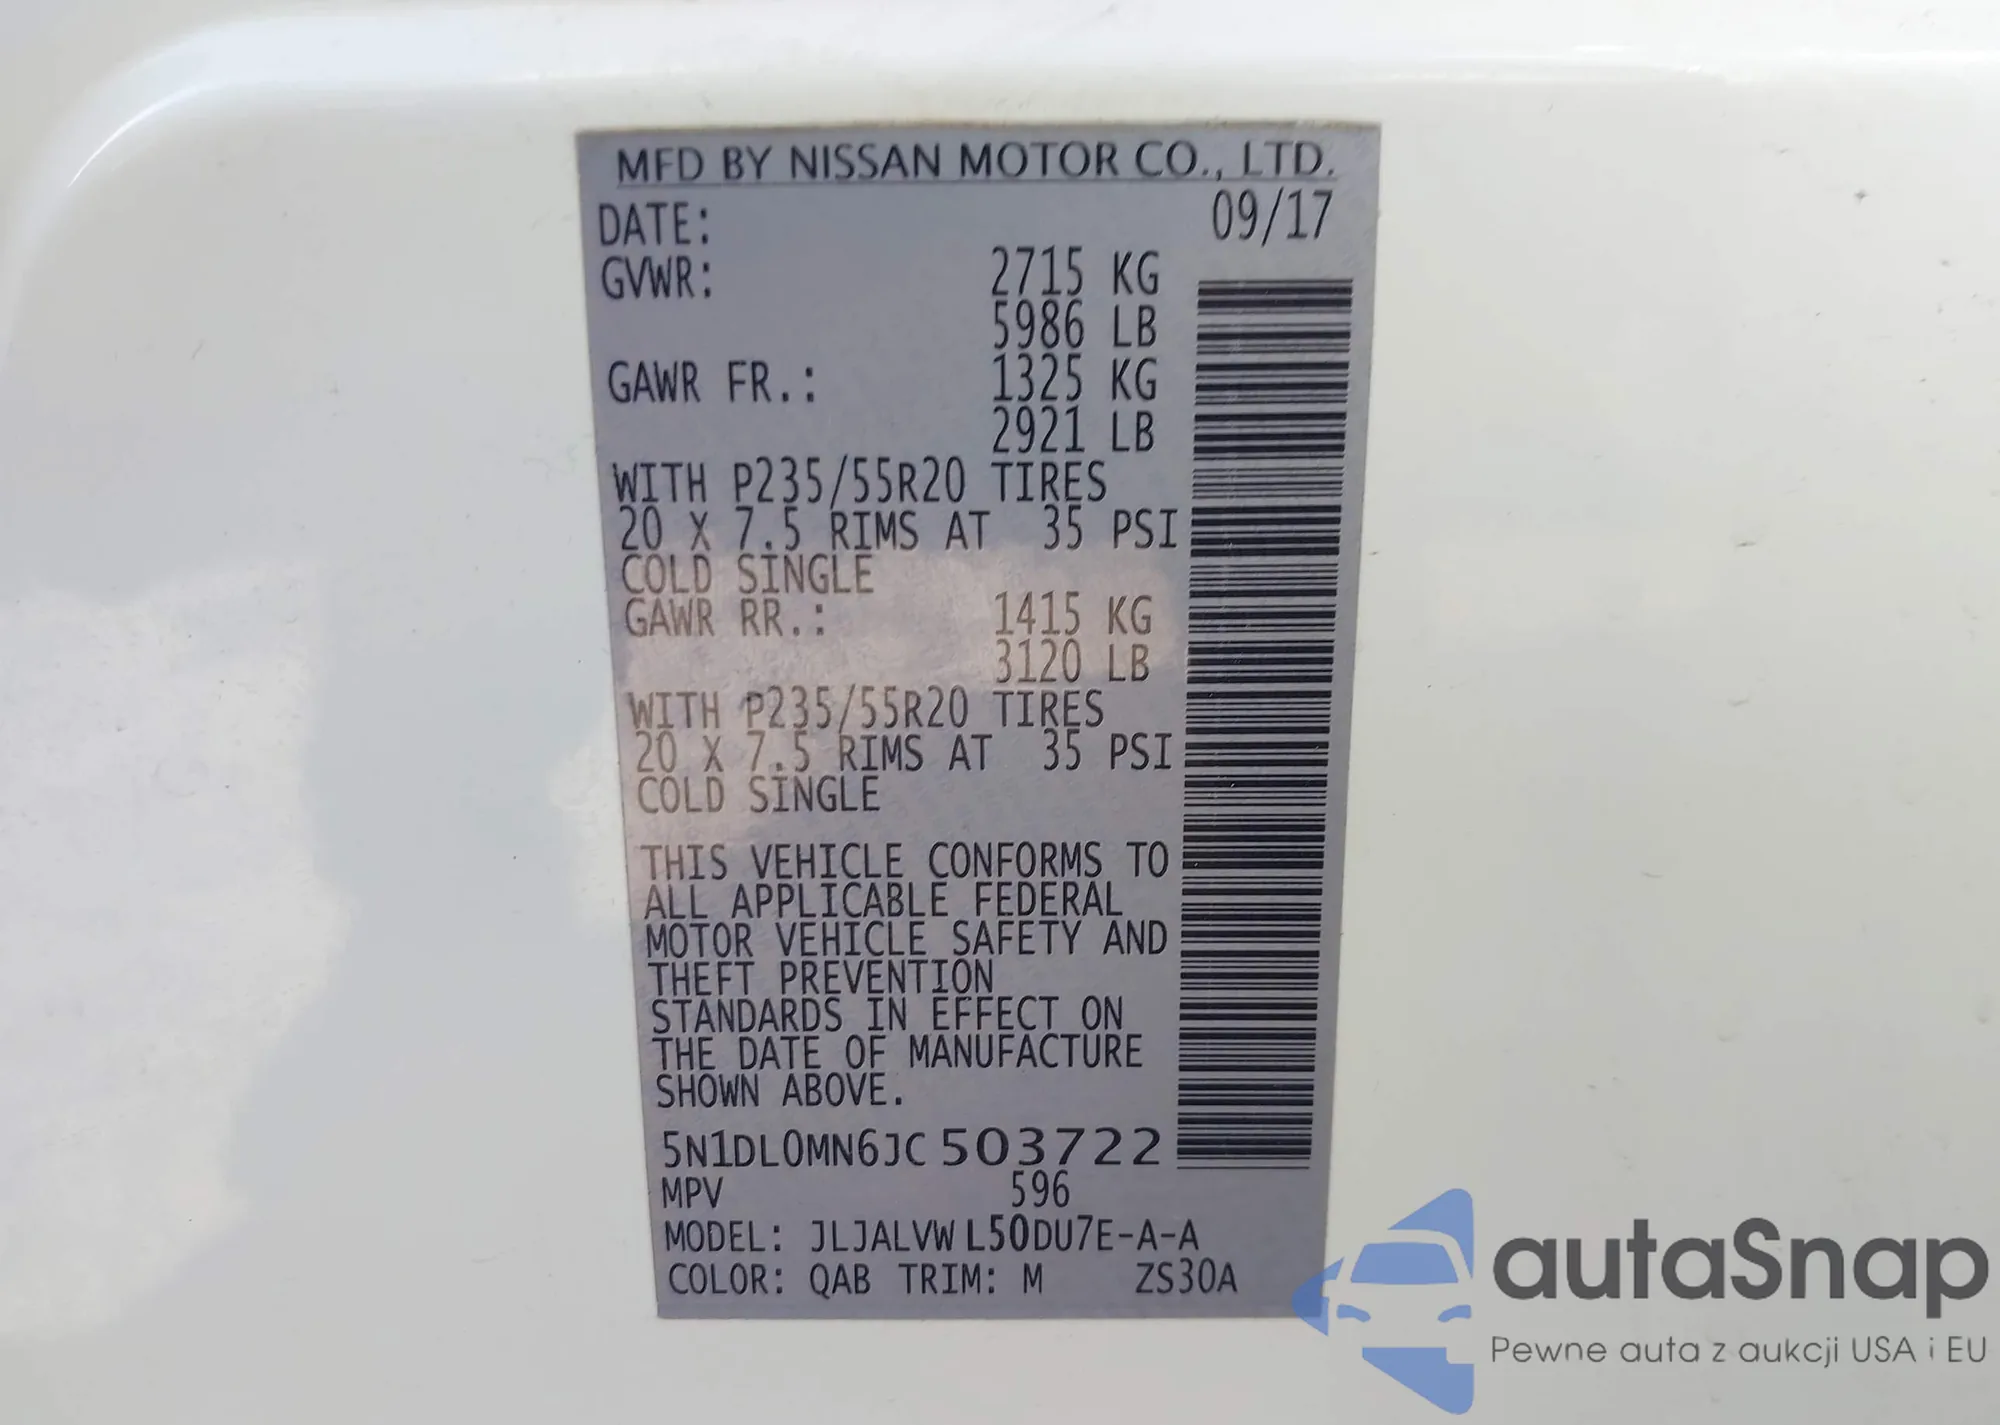 MFD BY NISSAN MOTOR CO., LTD.
DATE: 09/17
GVWR: 2715 KG
5986 LB
GAWR FR.: 1325 KG
2921 LB
WITH P235/55R20 TIRES
20 X 7.5 RIMS AT 35 PSI
COLD SINGLE
GAWR RR.: 1415 KG
3120 LB
WITH P235/55R20 TIRES
20 X 7.5 RIMS AT 35 PSI
COLD SINGLE
THIS VEHICLE CONFORMS TO
ALL APPLICABLE FEDERAL
MOTOR VEHICLE SAFETY AND
THEFT PREVENTION
STANDARDS IN EFFECT ON
THE DATE OF MANUFACTURE
SHOWN ABOVE.
5N1DL0MN6JC503722
MPV 596
MODEL: JLJALVWL50DU7E-A-A
COLOR: QAB TRIM: M ZS30A
autaSnap
Pewne auta z aukcji USA i EU